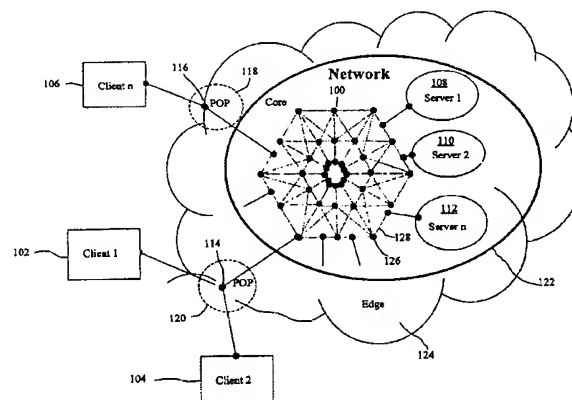 116
118
106
Client n
POP
Network
Core
100
108
Server 1
110
Server 2
112
Server n
128
126
102
Client 1
114
POP
120
122
Edge
124
104
Client 2